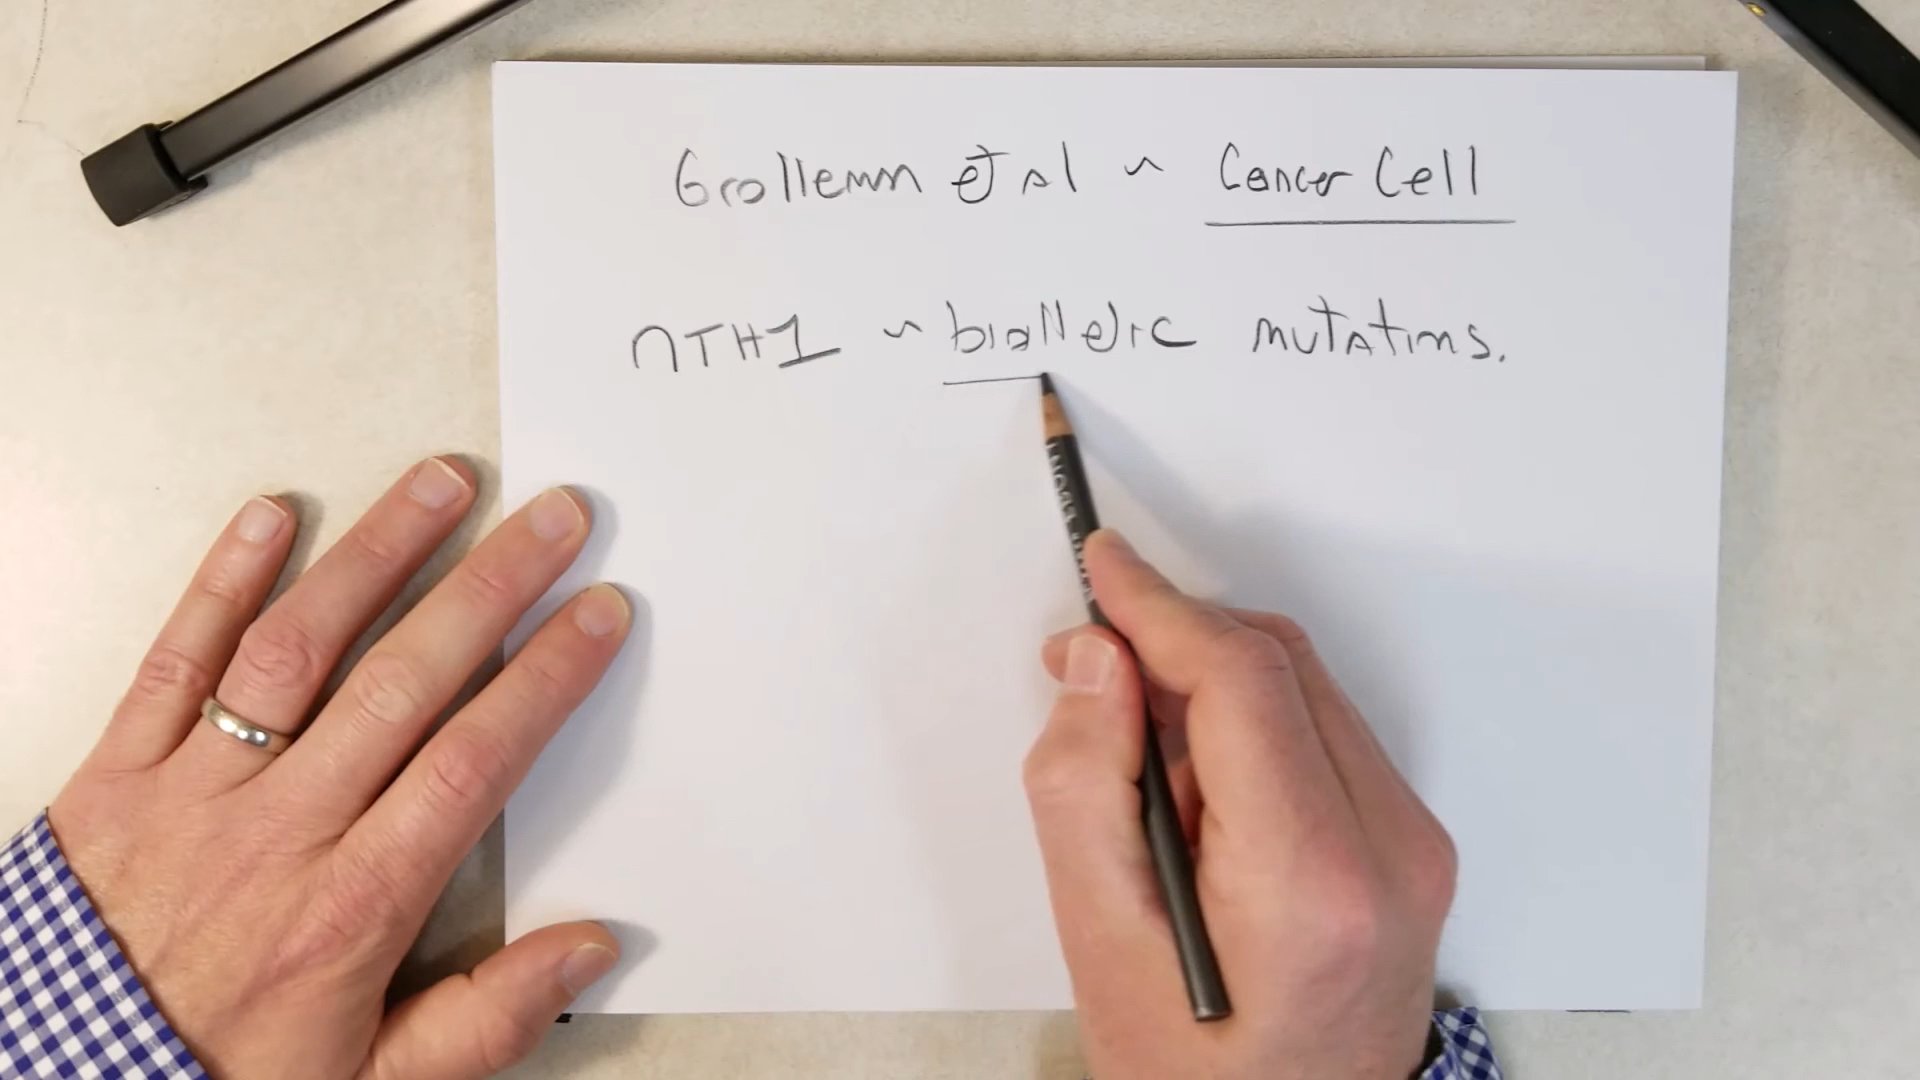 Grollemn et al ~ Cancer Cell
nTH1 ~ biallelic mutations.